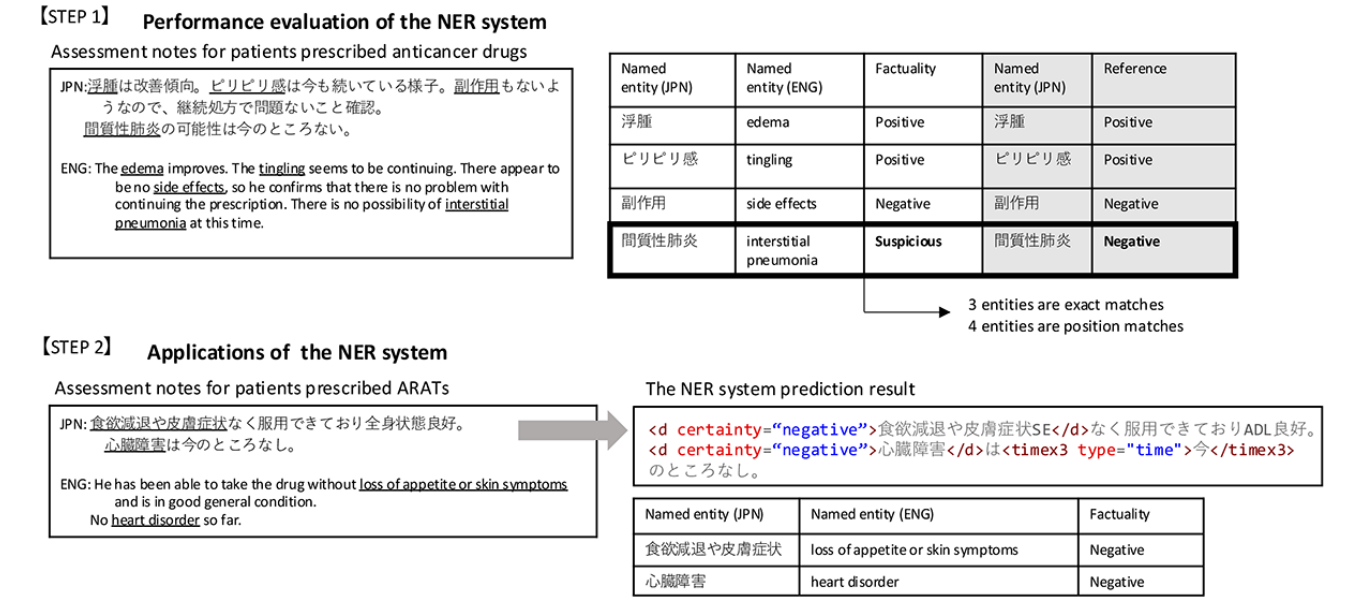 【STEP 1】 Performance evaluation of the NER system
Assessment notes for patients prescribed anticancer drugs
JPN:浮腫は改善傾向。ピリピリ感は今も続いている様子。副作用もないよ
うなので、継続処方で問題ないこと確認。
間質性肺炎の可能性は今のところない。
ENG: The edema improves. The tingling seems to be continuing. There appear to
be no side effects, so he confirms that there is no problem with
continuing the prescription. There is no possibility of interstitial
pneumonia at this time.
Named entity (JPN) Named entity (ENG) Factuality Named entity (JPN) Reference
浮腫 edema Positive 浮腫 Positive
ピリピリ感 tingling Positive ピリピリ感 Positive
副作用 side effects Negative 副作用 Negative
間質性肺炎 interstitial pneumonia Suspicious 間質性肺炎 Negative
3 entities are exact matches
4 entities are position matches
【STEP 2】 Applications of the NER system
Assessment notes for patients prescribed ARATs
JPN: 食欲減退や皮膚症状なく服用できており全身状態良好。
心臓障害は今のところなし。
ENG: He has been able to take the drug without loss of appetite or skin symptoms
and is in good general condition.
No heart disorder so far.
The NER system prediction result
<d certainty=“negative”>食欲減退や皮膚症状SE</d>なく服用できておりADL良好。
<d certainty=“negative”>心臓障害</d>は<timex3 type="time">今</timex3>
のところなし。
Named entity (JPN) Named entity (ENG) Factuality
食欲減退や皮膚症状 loss of appetite or skin symptoms Negative
心臓障害 heart disorder Negative